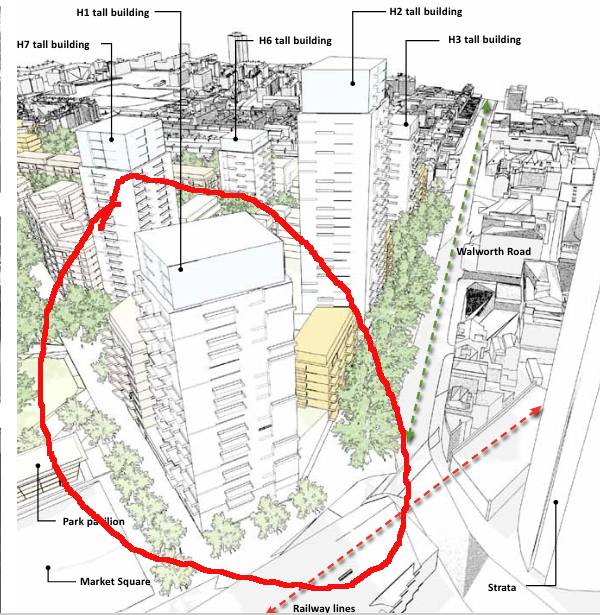 H1 tall building
H2 tall building
H7 tall building
H6 tall building
H3 tall building
Walworth Road
Park pavilion
Market Square
Strata
Railway lines